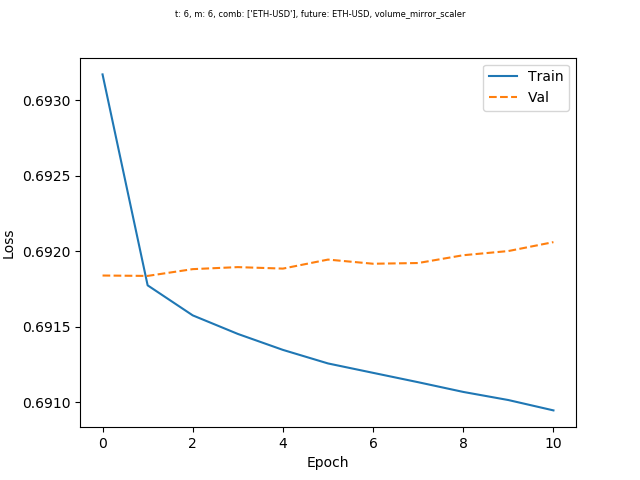 t: 6, m: 6, comb: ['ETH-USD'], future: ETH-USD, volume_mirror_scaler
Train
Val
0.6930
0.6925
0.6920
0.6915
0.6910
Loss
0 2 4 6 8 10
Epoch